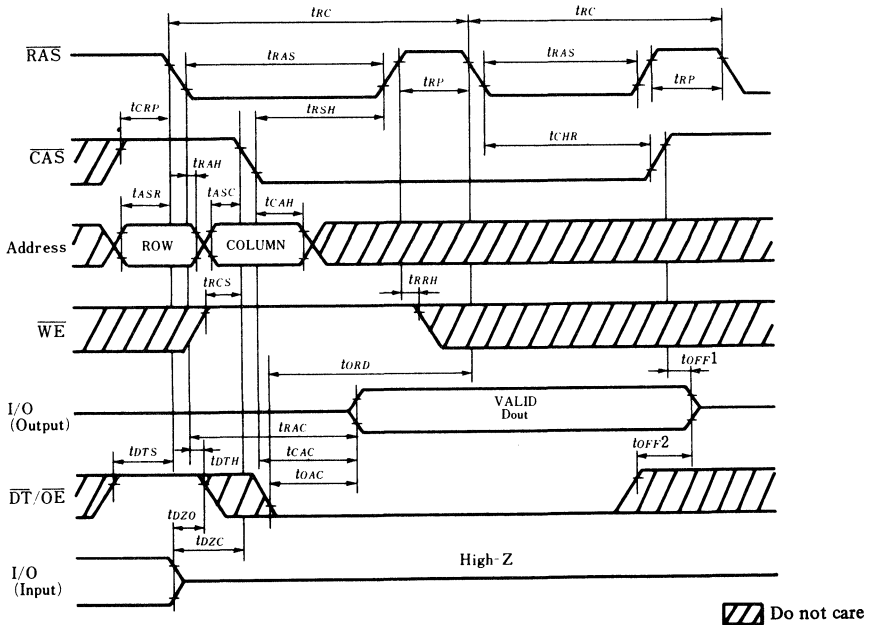 tRC tRC
RAS
tRAS tRAS
tRP tRP
tCRP tRSH
tCHR
CAS
tRAH
tASR tASC tCAH
Address ROW COLUMN
tRCS tRRH
WE
tORD tOFF1
I/O
(Output)
VALID
Dout
tRAC tOFF2
tDTS tCAC
tDTH
tOAC
DT/OE
tDZO
tDZC
High-Z
I/O
(Input)
Do not care